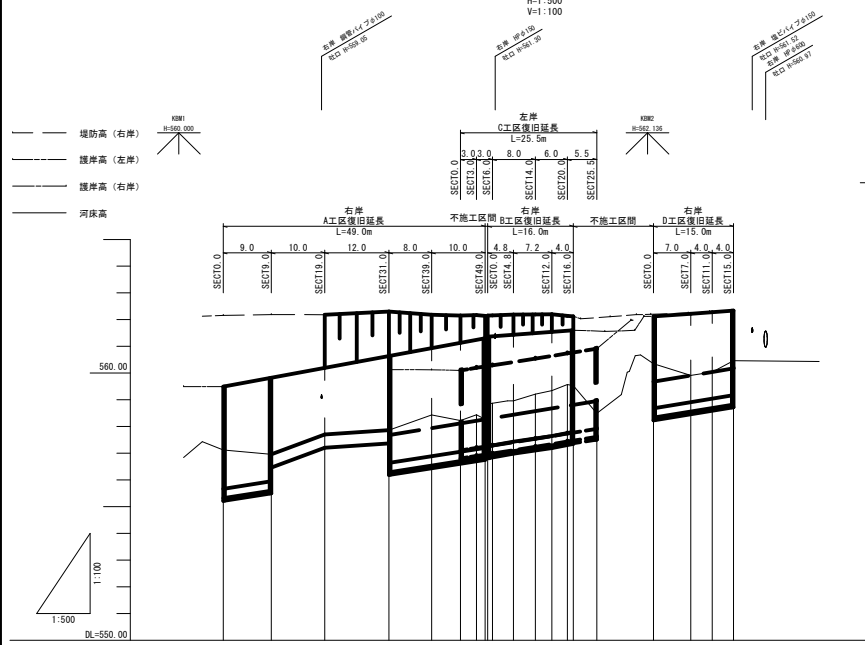 H=1:500
V=1:100
右岸 鋼管パイプφ100
吐口 H=559.05
右岸 HPφ150
吐口 H=561.30
右岸 塩ビパイプφ150
吐口 H=561.52
右岸 HPφ600
吐口 H=560.97
堤防高（右岸）
護岸高（左岸）
護岸高（右岸）
河床高
KBM1
H=560.000
KBM2
H=562.136
左岸
C工区復旧延長
L=25.5m
3.0 3.0 8.0 6.0 5.5
SECT0.0 SECT3.0 SECT6.0 SECT14.0 SECT20.0 SECT25.5
右岸
A工区復旧延長
L=49.0m
不施工区間
右岸
B工区復旧延長
L=16.0m
不施工区間
右岸
D工区復旧延長
L=15.0m
9.0 10.0 12.0 8.0 10.0 4.8 7.2 4.0 7.0 4.0 4.0
SECT0.0 SECT9.0 SECT19.0 SECT31.0 SECT39.0 SECT49.0 SECT0.0 SECT4.8 SECT12.0 SECT16.0 SECT0.0 SECT7.0 SECT11.0 SECT15.0
560.00
1:100
1:500
DL=550.00